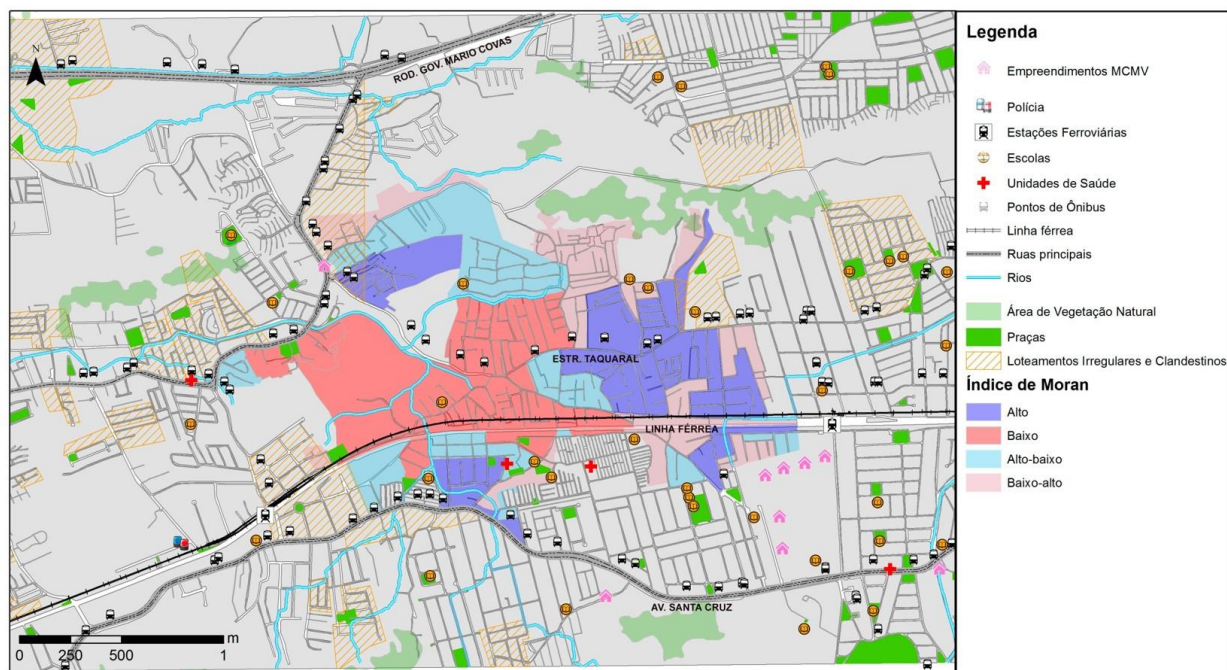 N
ROD. GOV. MARIO COVAS
ESTR. TAQUARAL
LINHA FÉRREA
AV. SANTA CRUZ
m
0 250 500 1
Legenda
Empreendimentos MCMV
Polícia
Estações Ferroviárias
Escolas
Unidades de Saúde
Pontos de Ônibus
Linha férrea
Ruas principais
Rios
Área de Vegetação Natural
Praças
Loteamentos Irregulares e Clandestinos
Índice de Moran
Alto
Baixo
Alto-baixo
Baixo-alto